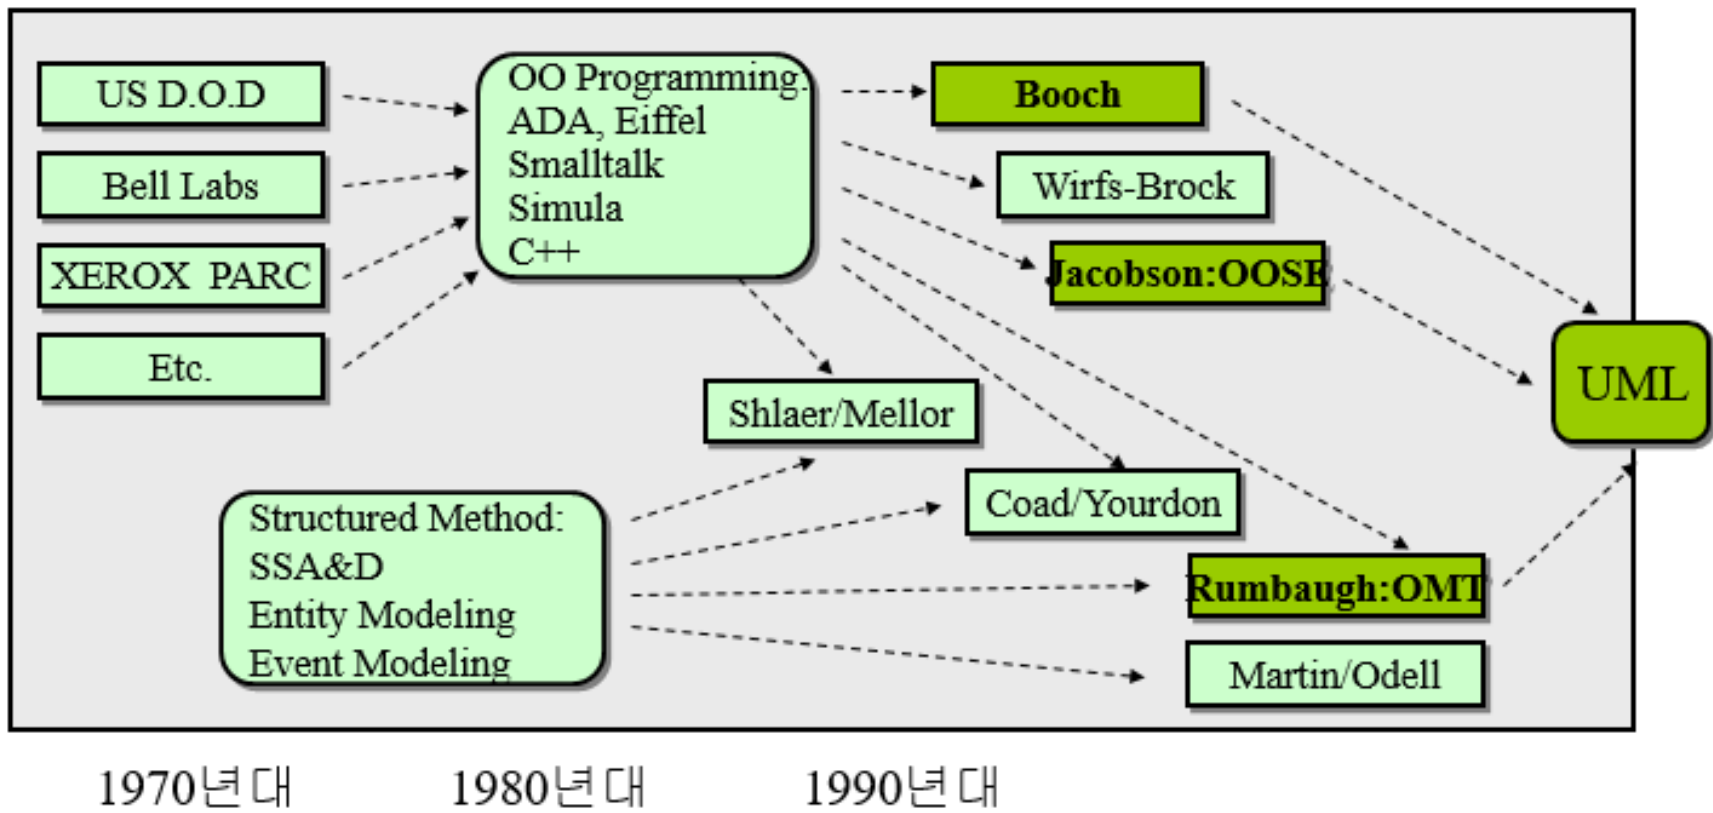 US D.O.D
Bell Labs
XEROX PARC
Etc.
OO Programming:
ADA, Eiffel
Smalltalk
Simula
C++
Booch
Wirfs-Brock
Jacobson:OOSE
UML
Shlaer/Mellor
Coad/Yourdon
Structured Method:
SSA&D
Entity Modeling
Event Modeling
Rumbaugh:OMT
Martin/Odell
1970년대
1980년대
1990년대